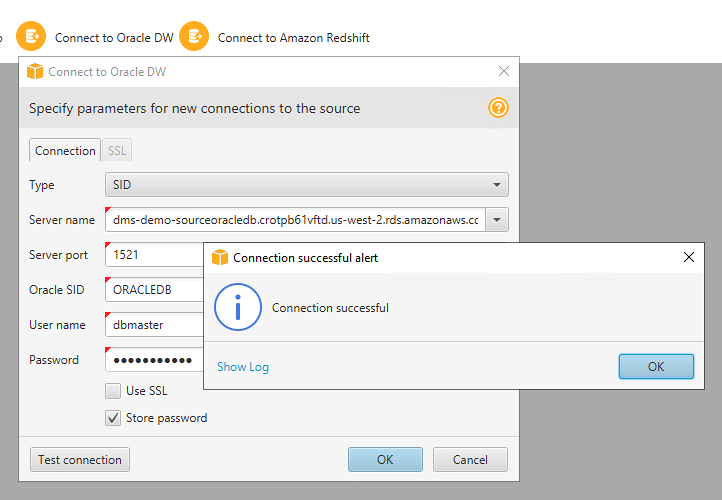 Connect to Oracle DW
Connect to Amazon Redshift
Connect to Oracle DW
Specify parameters for new connections to the source
Connection
SSL
Type
SID
Server name
dms-demo-sourceoracledb.crotpb61vftd.us-west-2.rds.amazonaws.cc
Server port
1521
Connection successful alert
Oracle SID
ORACLEDB
Connection successful
User name
dbmaster
Password
●●●●●●●●●●●
Show Log
OK
Use SSL
Store password
Test connection
OK
Cancel